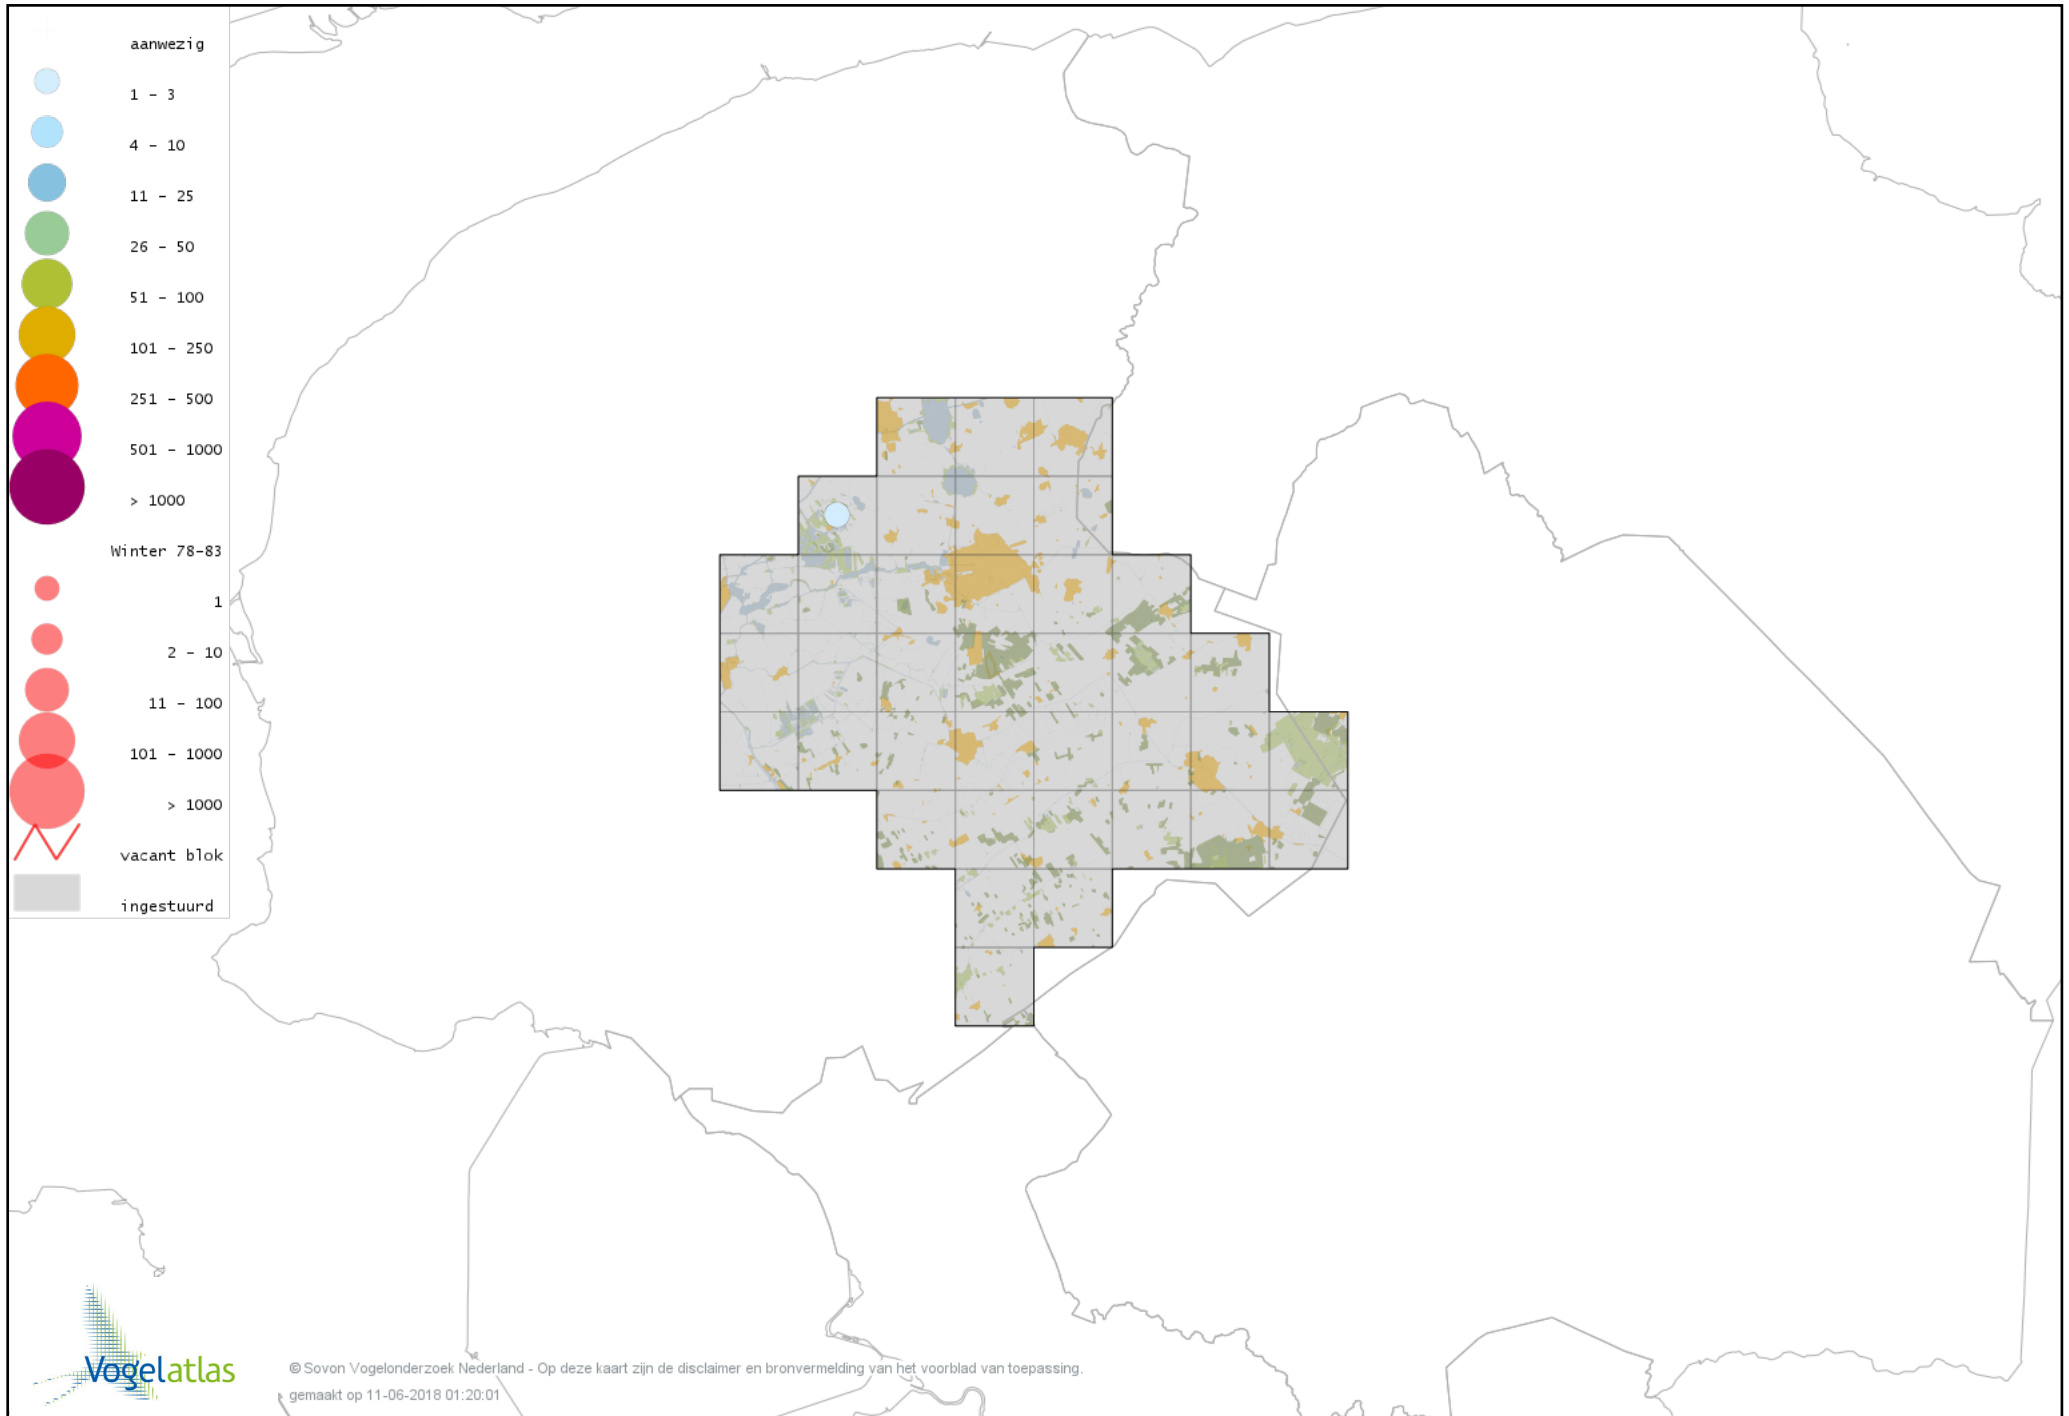 aanwezig
1 - 3
4 - 10
11 - 25
26 - 50
51 - 100
101 - 250
251 - 500
501 - 1000
> 1000
Winter 78-83
1
2 - 10
11 - 100
101 - 1000
> 1000
vacant blok
ingestuurd
Vogelatlas
© Sovon Vogelonderzoek Nederland - Op deze kaart zijn de disclaimer en bronvermelding van het voorblad van toepassing.
gemaakt op 11-06-2018 01:20:01